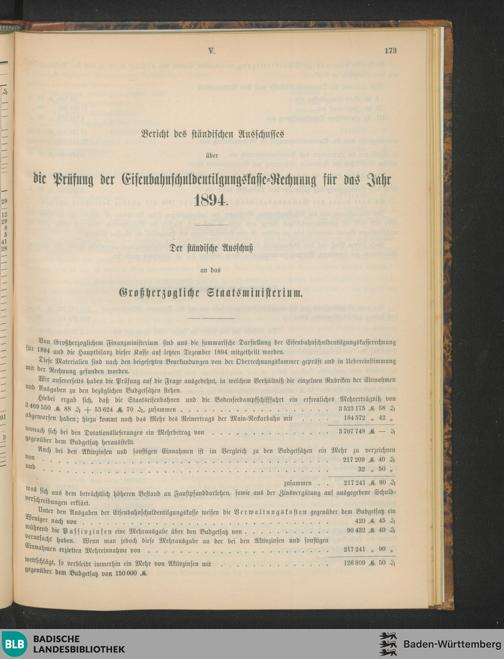 V.
173
Bericht des ständischen Ausschusses
über
die Prüfung der Eisenbahnschuldentilgungskasse-Rechnung für das Jahr
1894.
Der ständische Ausschuß
an das
Großherzogliche Staatsministerium.
Von Großherzoglichem Finanzministerium sind uns die summarische Darstellung der Eisenbahnschuldentilgungskasserechnung
für 1894 und die Hauptbilanz dieser Kasse auf letzten Dezember 1894 mitgetheilt worden.
Diese Materialien sind nach den beigesetzten Beurkundungen von der Oberrechnungskammer geprüft und in Uebereinstimmung
mit der Rechnung gefunden worden.
Wir unsererseits haben die Prüfung auf die Frage ausgedehnt, in welchem Verhältnisse die einzelnen Rubriken der Einnahmen
und Ausgaben zu den bezüglichen Budgetsätzen stehen.
Hiebei ergab sich, daß die Staatseisenbahnen und die Bodenseedampfschifffahrt ein erfreuliches Mehrerträgniß von
3 469 550 ℳ 88 ₰ + 53 624 ℳ 70 ₰, zusammen . . . 3 523 175 ℳ 58 ₰
abgeworfen haben; hiezu kommt noch das Mehr des Reinertrags der Main-Neckarbahn mit . . . 184 572 „ 42 „
wonach sich bei den Dotationslieferungen ein Mehrbetrag von . . . 3 707 748 ℳ — ₰
gegenüber dem Budgetsatz herausstellt.
Auch bei den Aktivzinsen und sonstigen Einnahmen ist im Vergleich zu den Budgetsätzen ein Mehr zu verzeichnen
von . . . 217 209 ℳ 40 ₰
und . . . 32 „ 50 „
zusammen . . . 217 241 ℳ 90 ₰
was sich aus dem beträchtlich höheren Bestand an Faustpfanddarlehen, sowie aus der Zinsvergütung auf ausgegebene Schuld-
verschreibungen erklärt.
Unter den Ausgaben der Eisenbahnschuldentilgungskasse weisen die Verwaltungskosten gegenüber dem Budgetsatz ein
Weniger nach von . . . 420 ℳ 45 ₰
während die Passivzinsen eine Mehrausgabe über den Budgetsatz von . . . 90 432 ℳ 40 ₰
verursacht haben. Wenn man jedoch diese Mehrausgabe an der bei den Aktivzinsen und sonstigen
Einnahmen erzielten Mehreinnahme von . . . 217 241 „ 90 „
wettschlägt, so verbleibt immerhin ein Mehr von Aktivzinsen mit . . . 126 809 ℳ 50 ₰
gegenüber dem Budgetsatz von 150 000 ℳ.
BLB
BADISCHE
LANDESBIBLIOTHEK
Baden-Württemberg